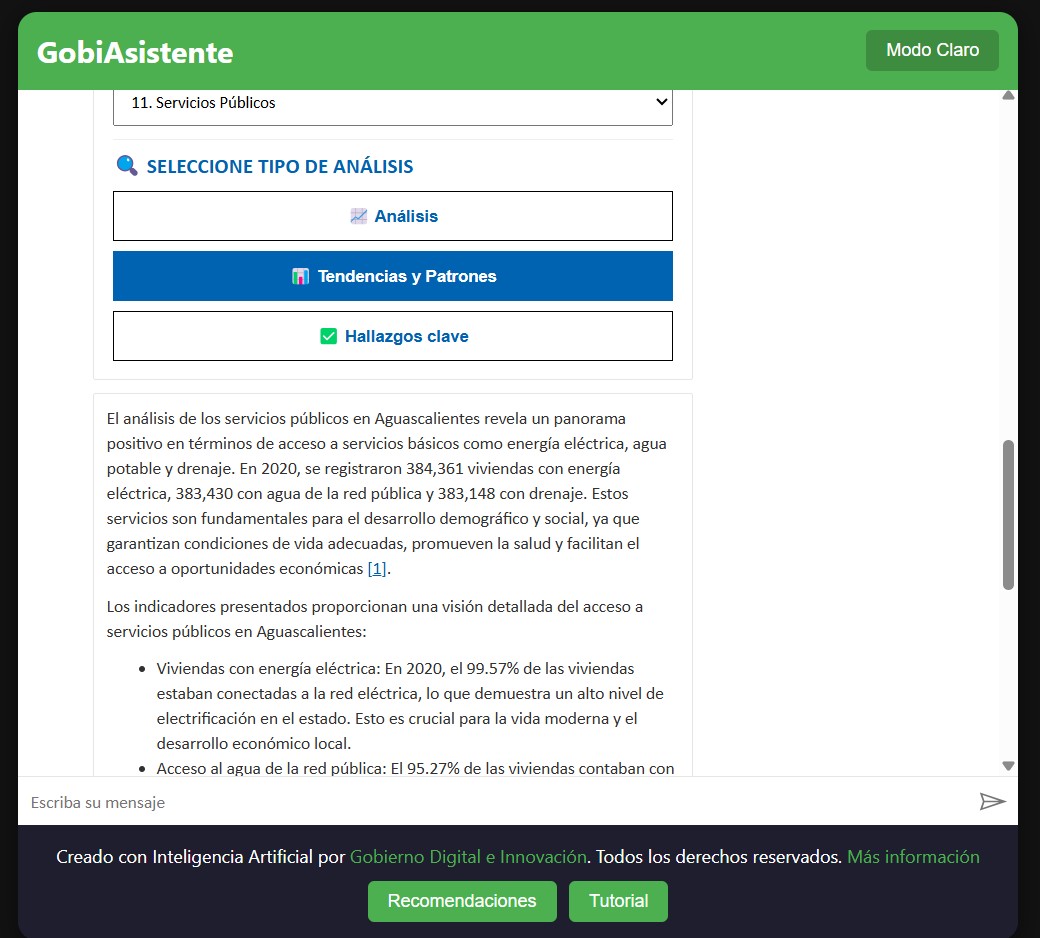 GobiAsistente
Modo Claro
11. Servicios Públicos
SELECCIONE TIPO DE ANÁLISIS
Análisis
Tendencias y Patrones
Hallazgos clave
El análisis de los servicios públicos en Aguascalientes revela un panorama
positivo en términos de acceso a servicios básicos como energía eléctrica, agua
potable y drenaje. En 2020, se registraron 384,361 viviendas con energía
eléctrica, 383,430 con agua de la red pública y 383,148 con drenaje. Estos
servicios son fundamentales para el desarrollo demográfico y social, ya que
garantizan condiciones de vida adecuadas, promueven la salud y facilitan el
acceso a oportunidades económicas [1].
Los indicadores presentados proporcionan una visión detallada del acceso a
servicios públicos en Aguascalientes:
• Viviendas con energía eléctrica: En 2020, el 99.57% de las viviendas
estaban conectadas a la red eléctrica, lo que demuestra un alto nivel de
electrificación en el estado. Esto es crucial para la vida moderna y el
desarrollo económico local.
• Acceso al agua de la red pública: El 95.27% de las viviendas contaban con
Escriba su mensaje
Creado con Inteligencia Artificial por Gobierno Digital e Innovación. Todos los derechos reservados. Más información
Recomendaciones
Tutorial